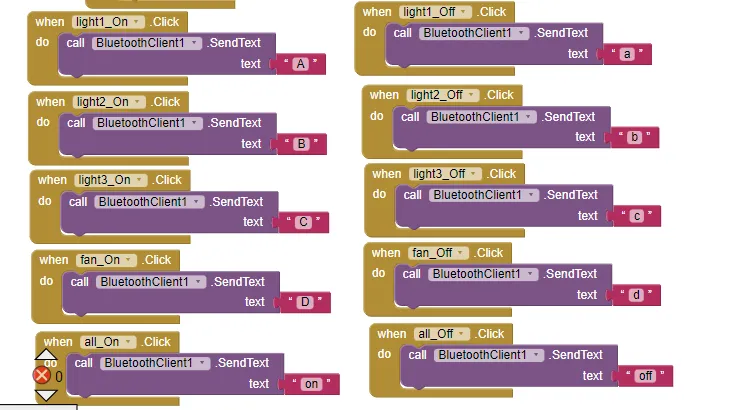 when light1_On .Click
do call BluetoothClient1 .SendText
text "A"
when light1_Off .Click
do call BluetoothClient1 .SendText
text "a"
when light2_On .Click
do call BluetoothClient1 .SendText
text "B"
when light2_Off .Click
do call BluetoothClient1 .SendText
text "b"
when light3_On .Click
do call BluetoothClient1 .SendText
text "C"
when light3_Off .Click
do call BluetoothClient1 .SendText
text "c"
when fan_On .Click
do call BluetoothClient1 .SendText
text "D"
when fan_Off .Click
do call BluetoothClient1 .SendText
text "d"
when all_On .Click
do call BluetoothClient1 .SendText
0
text "on"
when all_Off .Click
do call BluetoothClient1 .SendText
text "off"